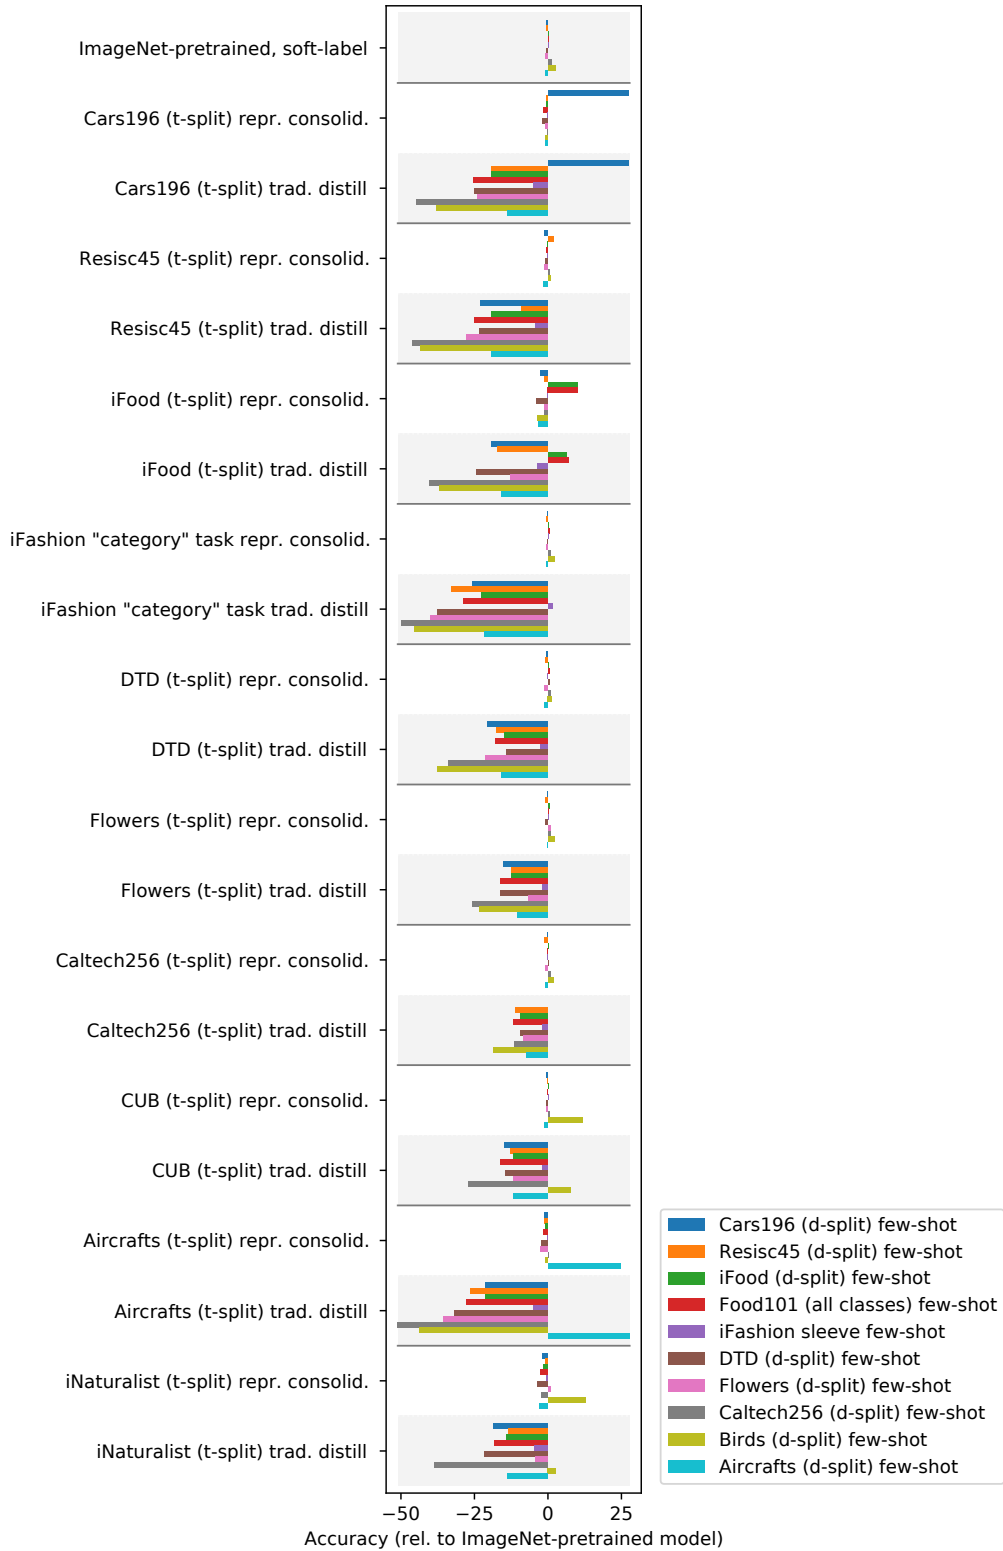 ImageNet-pretrained, soft-label
Cars196 (t-split) repr. consolid.
Cars196 (t-split) trad. distill
Resisc45 (t-split) repr. consolid.
Resisc45 (t-split) trad. distill
iFood (t-split) repr. consolid.
iFood (t-split) trad. distill
iFashion "category" task repr. consolid.
iFashion "category" task trad. distill
DTD (t-split) repr. consolid.
DTD (t-split) trad. distill
Flowers (t-split) repr. consolid.
Flowers (t-split) trad. distill
Caltech256 (t-split) repr. consolid.
Caltech256 (t-split) trad. distill
CUB (t-split) repr. consolid.
CUB (t-split) trad. distill
Aircrafts (t-split) repr. consolid.
Aircrafts (t-split) trad. distill
iNaturalist (t-split) repr. consolid.
iNaturalist (t-split) trad. distill
−50 −25 0 25
Accuracy (rel. to ImageNet-pretrained model)
Cars196 (d-split) few-shot
Resisc45 (d-split) few-shot
iFood (d-split) few-shot
Food101 (all classes) few-shot
iFashion sleeve few-shot
DTD (d-split) few-shot
Flowers (d-split) few-shot
Caltech256 (d-split) few-shot
Birds (d-split) few-shot
Aircrafts (d-split) few-shot